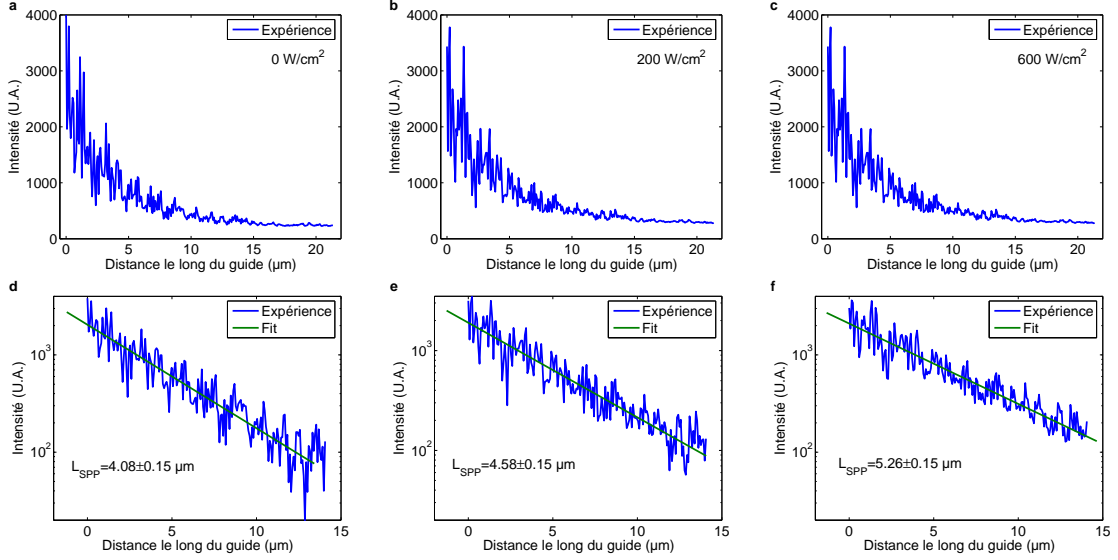 a
4000
3000
2000
1000
0
Intensité (U.A.)
Expérience
0 W/cm²
0 5 10 15 20
Distance le long du guide (µm)
b
4000
3000
2000
1000
0
Intensité (U.A.)
Expérience
200 W/cm²
0 5 10 15 20
Distance le long du guide (µm)
c
4000
3000
2000
1000
0
Intensité (U.A.)
Expérience
600 W/cm²
0 5 10 15 20
Distance le long du guide (µm)
d
10³
10²
Intensité (U.A.)
Expérience
Fit
L_SPP=4.08±0.15 µm
0 5 10 15
Distance le long du guide (µm)
e
10³
10²
Intensité (U.A.)
Expérience
Fit
L_SPP=4.58±0.15 µm
0 5 10 15
Distance le long du guide (µm)
f
10³
10²
Intensité (U.A.)
Expérience
Fit
L_SPP=5.26±0.15 µm
0 5 10 15
Distance le long du guide (µm)